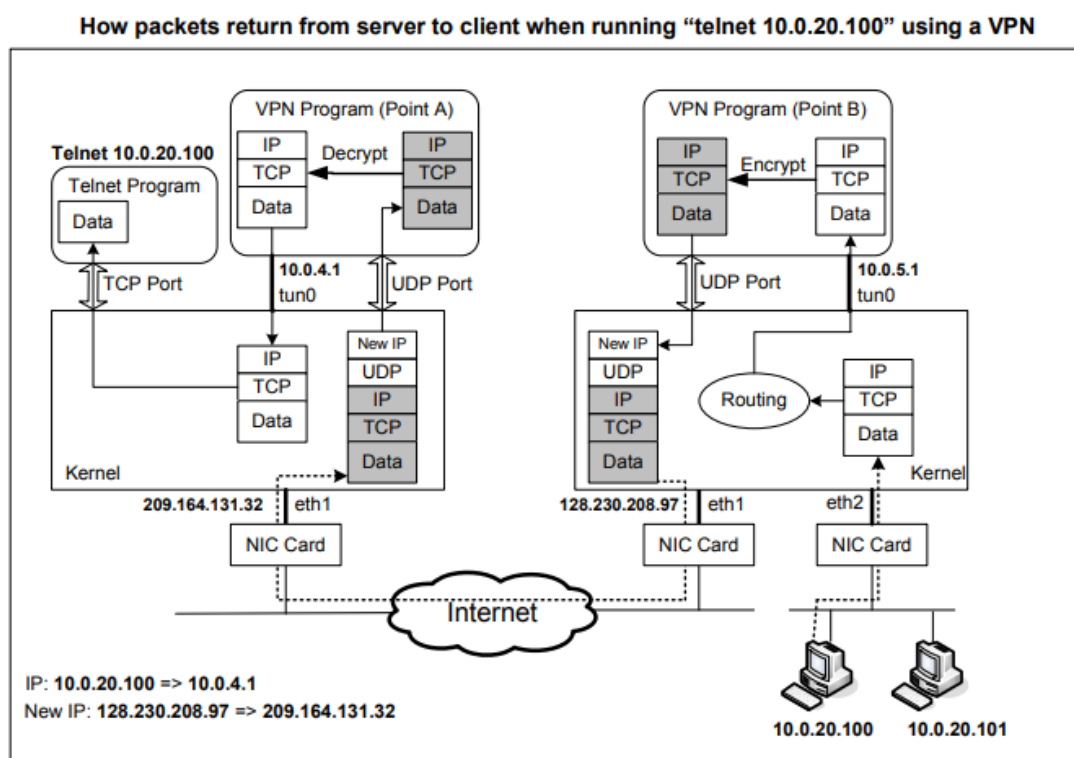 How packets return from server to client when running “telnet 10.0.20.100” using a VPN
VPN Program (Point A)
IP
TCP
Data
Decrypt
IP
TCP
Data
Telnet 10.0.20.100
Telnet Program
Data
TCP Port
10.0.4.1
tun0
UDP Port
IP
TCP
Data
New IP
UDP
IP
TCP
Data
Kernel
209.164.131.32
eth1
NIC Card
VPN Program (Point B)
IP
TCP
Data
Encrypt
IP
TCP
Data
UDP Port
10.0.5.1
tun0
New IP
UDP
IP
TCP
Data
Routing
IP
TCP
Data
Kernel
128.230.208.97
eth1
eth2
NIC Card
NIC Card
Internet
IP: 10.0.20.100 => 10.0.4.1
New IP: 128.230.208.97 => 209.164.131.32
10.0.20.100
10.0.20.101